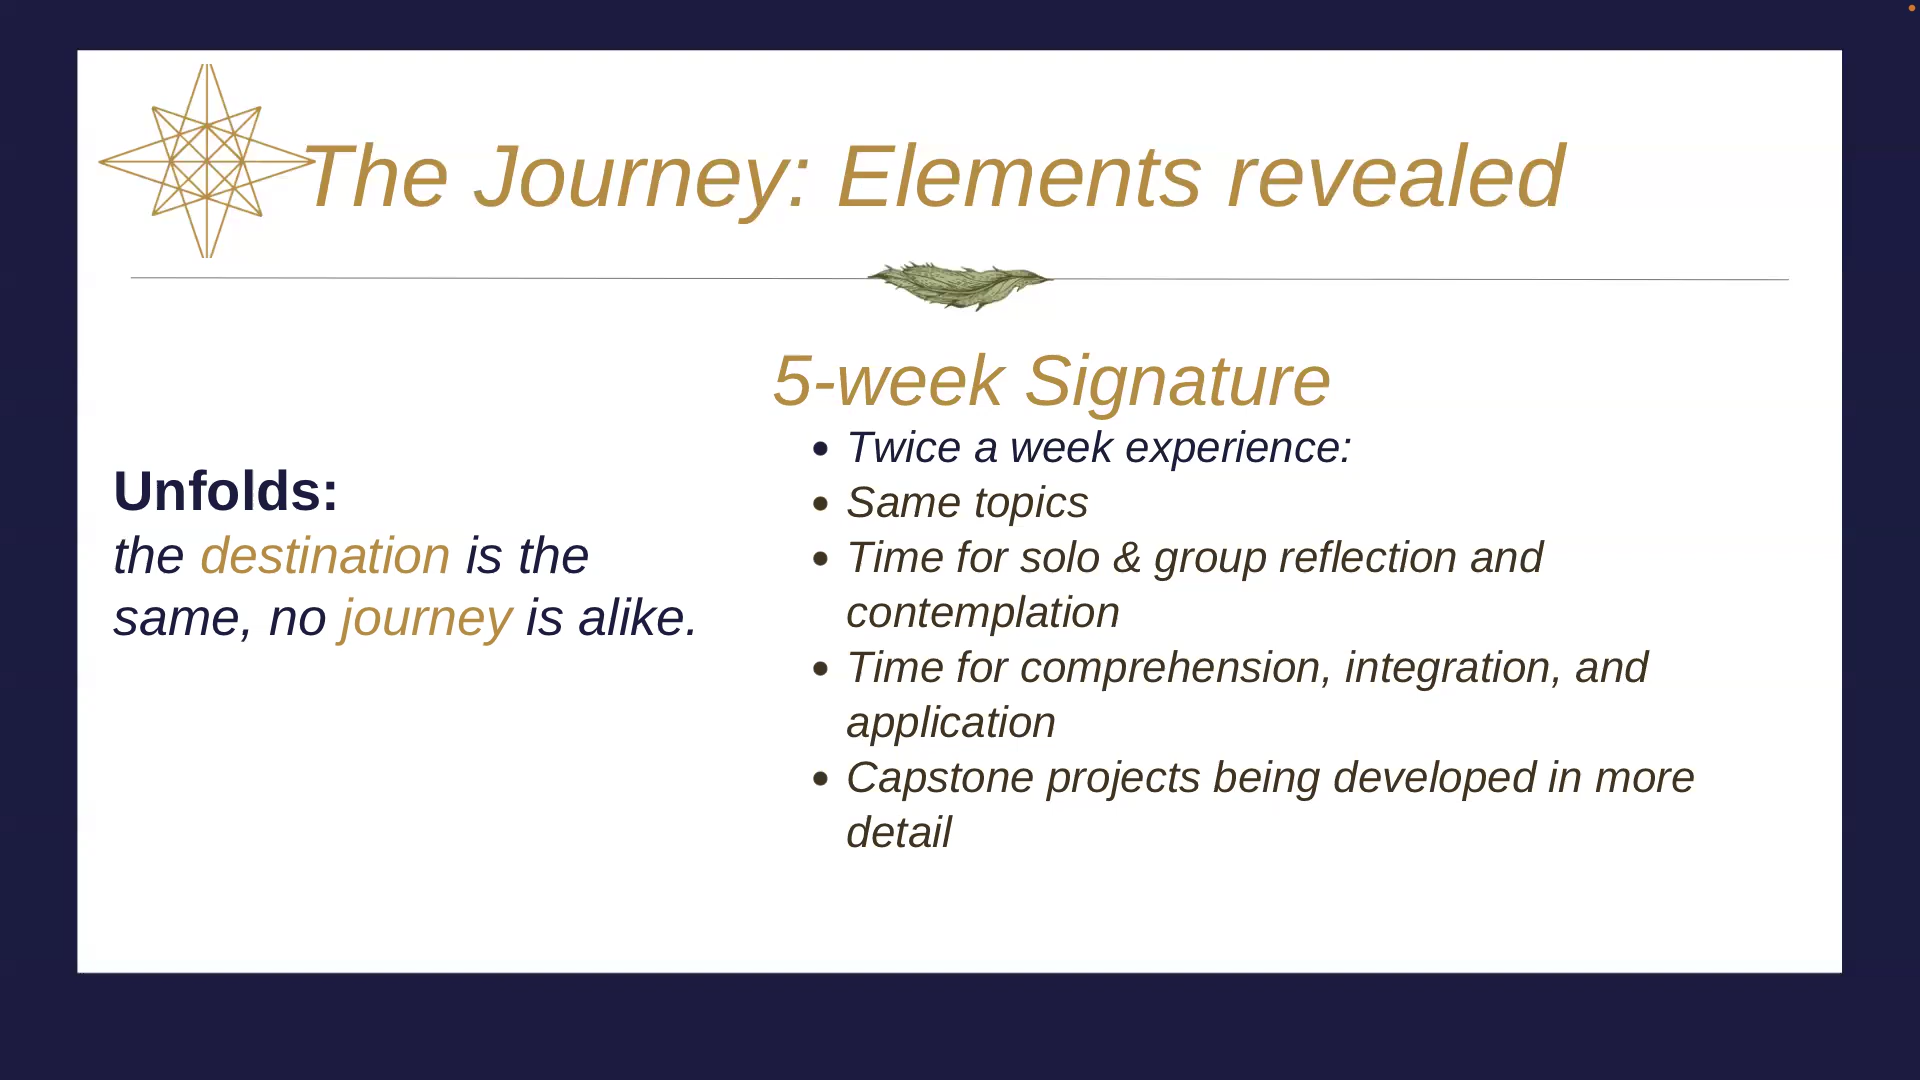 The Journey: Elements revealed
Unfolds:
the destination is the
same, no journey is alike.
5-week Signature
Twice a week experience:
Same topics
Time for solo & group reflection and
contemplation
Time for comprehension, integration, and
application
Capstone projects being developed in more
detail